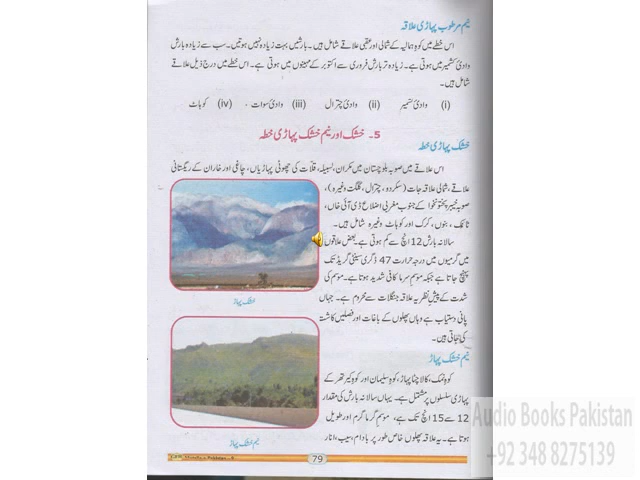 نیم مرطوب پہاڑی علاقہ
اس خطے میں کوہ ہمالیہ کے شمالی اور عقبی علاقے شامل ہیں۔ بارشیں بہت زیادہ نہیں ہوتیں۔ سب سے زیادہ بارش
وادئ کشمیر میں ہوتی ہے۔ زیادہ تر بارش فروری سے اکتوبر کے مہینوں میں ہوتی ہے۔ اس خطے میں درج ذیل علاقے
شامل ہیں۔
(i) وادئ کشمیر (ii) وادئ چترال (iii) وادئ سوات (iv) کوہاٹ
5۔ خشک اور نیم خشک پہاڑی خطہ
خشک پہاڑی خطہ
اس علاقے میں صوبہ بلوچستان میں مکران، لسبیلہ، قلات کی چھوٹی پہاڑیاں، چاغی اور خاران کے ریگستانی
علاقے، شمالی علاقہ جات (سکردو، چترال، گلگت وغیرہ)،
صوبہ خیبر پختونخوا کے جنوب مغربی اضلاع ڈی آئی خاں،
ٹانک، بنوں، کرک اور کوہاٹ وغیرہ شامل ہیں۔
سالانہ بارش 12 انچ سے کم ہوتی ہے۔ بعض علاقوں
میں گرمیوں میں درجہ حرارت 47 ڈگری سینٹی گریڈ تک
پہنچ جاتا ہے جبکہ موسم سرما کافی شدید ہوتا ہے۔ موسم کی
شدت کے پیش نظر یہ علاقہ جنگلات سے محروم ہے۔ جہاں
پانی دستیاب ہے وہاں پھلوں کے باغات اور فصلیں کاشت
کی جاتی ہیں۔
خشک پہاڑ
نیم خشک پہاڑ
کوہ نمک، کالا چٹا پہاڑ، کوہ سلیمان اور کوہ کیرتھر کے
پہاڑی سلسلوں پر مشتمل ہے۔ یہاں سالانہ بارش کی مقدار
12 سے 15 انچ تک ہے، موسم گرما گرم اور طویل
ہوتا ہے۔ یہ علاقہ پھلوں خاص طور پر بادام، سیب، انار
نیم خشک پہاڑ
79
Audio Books Pakistan
+92 348 8275139